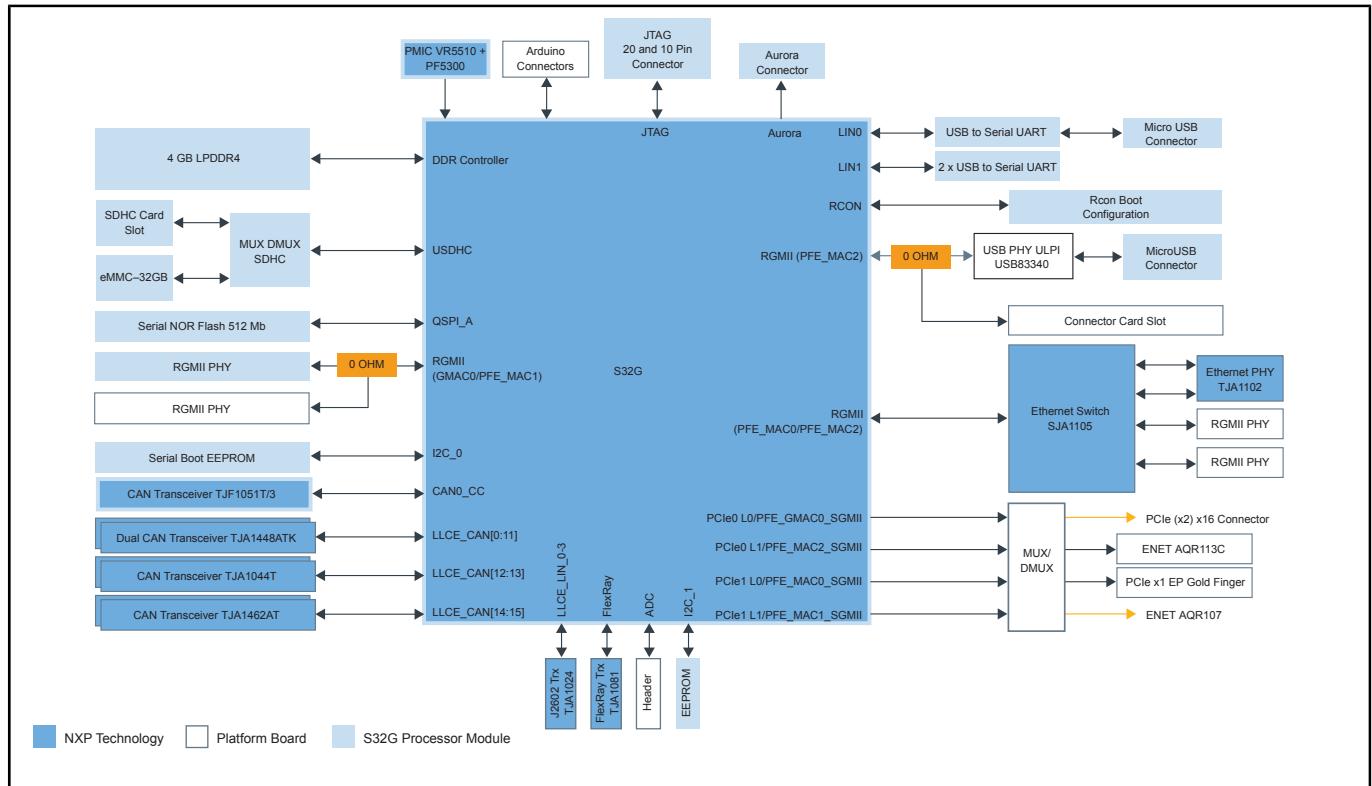 PMIC VR5510 +
PF5300
Arduino
Connectors
JTAG
20 and 10 Pin
Connector
Aurora
Connector
JTAG
Aurora
LIN0
USB to Serial UART
Micro USB
Connector
4 GB LPDDR4
DDR Controller
LIN1
2 x USB to Serial UART
SDHC Card
Slot
MUX DMUX
SDHC
eMMC–32GB
USDHC
RCON
Rcon Boot
Configuration
RGMII (PFE_MAC2)
0 OHM
USB PHY ULPI
USB83340
MicroUSB
Connector
Serial NOR Flash 512 Mb
QSPI_A
Connector Card Slot
RGMII PHY
0 OHM
RGMII
(GMAC0/PFE_MAC1)
S32G
RGMII PHY
RGMII
(PFE_MAC0/PFE_MAC2)
Ethernet Switch
SJA1105
Ethernet PHY
TJA1102
RGMII PHY
RGMII PHY
Serial Boot EEPROM
I2C_0
CAN Transceiver TJF1051T/3
CAN0_CC
Dual CAN Transceiver TJA1448ATK
LLCE_CAN[0:11]
CAN Transceiver TJA1044T
LLCE_CAN[12:13]
CAN Transceiver TJA1462AT
LLCE_CAN[14:15]
LLCE_LIN_0-3
FlexRay
ADC
I2C_1
PCIe0 L0/PFE_GMAC0_SGMII
PCIe0 L1/PFE_MAC2_SGMII
PCIe1 L0/PFE_MAC0_SGMII
PCIe1 L1/PFE_MAC1_SGMII
MUX/
DMUX
PCIe (x2) x16 Connector
ENET AQR113C
PCIe x1 EP Gold Finger
ENET AQR107
J2602 Trx
TJA1024
FlexRay Trx
TJA1081
Header
EEPROM
NXP Technology
Platform Board
S32G Processor Module